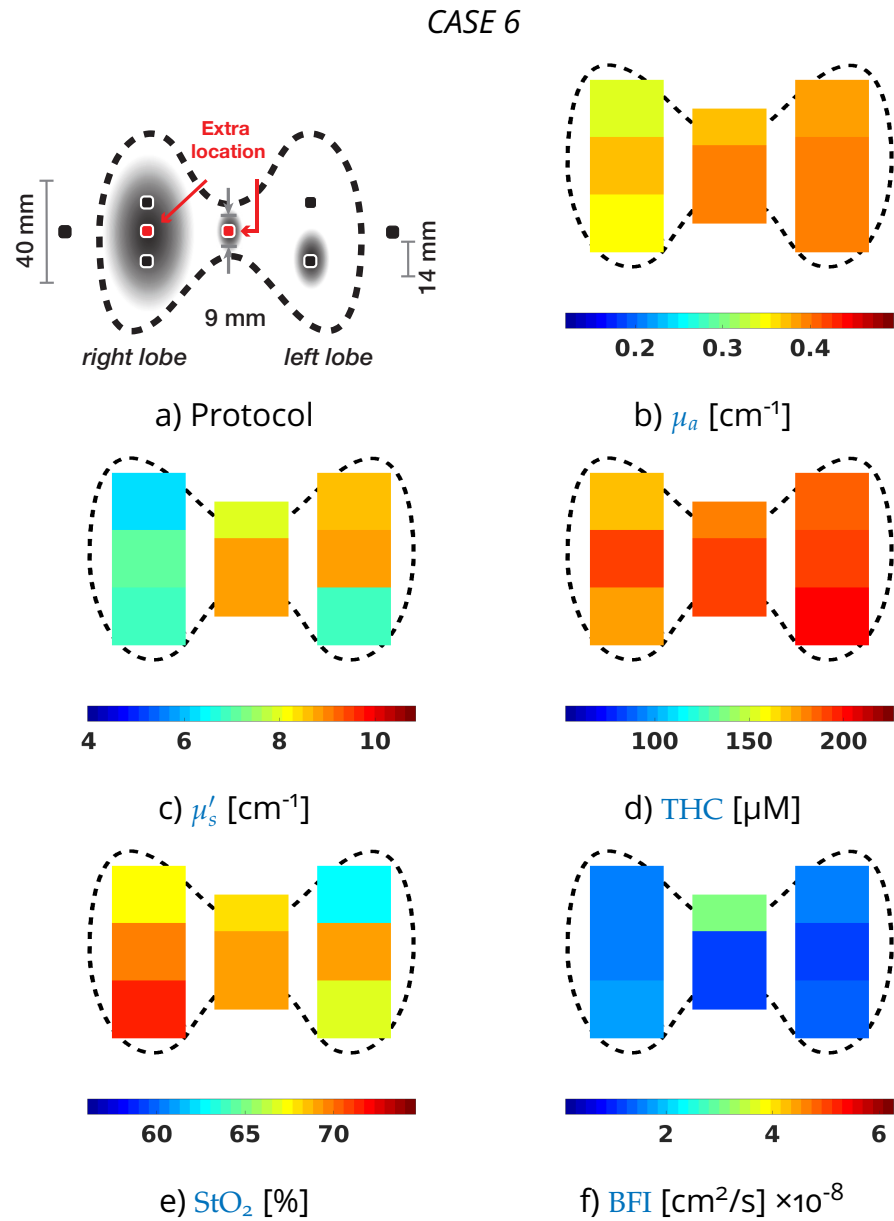 CASE 6
Extra
location
40 mm
14 mm
9 mm
right lobe
left lobe
0.2 0.3 0.4
a) Protocol
b) μₐ [cm⁻¹]
4 6 8 10
100 150 200
c) μ′ₛ [cm⁻¹]
d) THC [μM]
60 65 70
2 4 6
e) StO₂ [%]
f) BFI [cm²/s] ×10⁻⁸